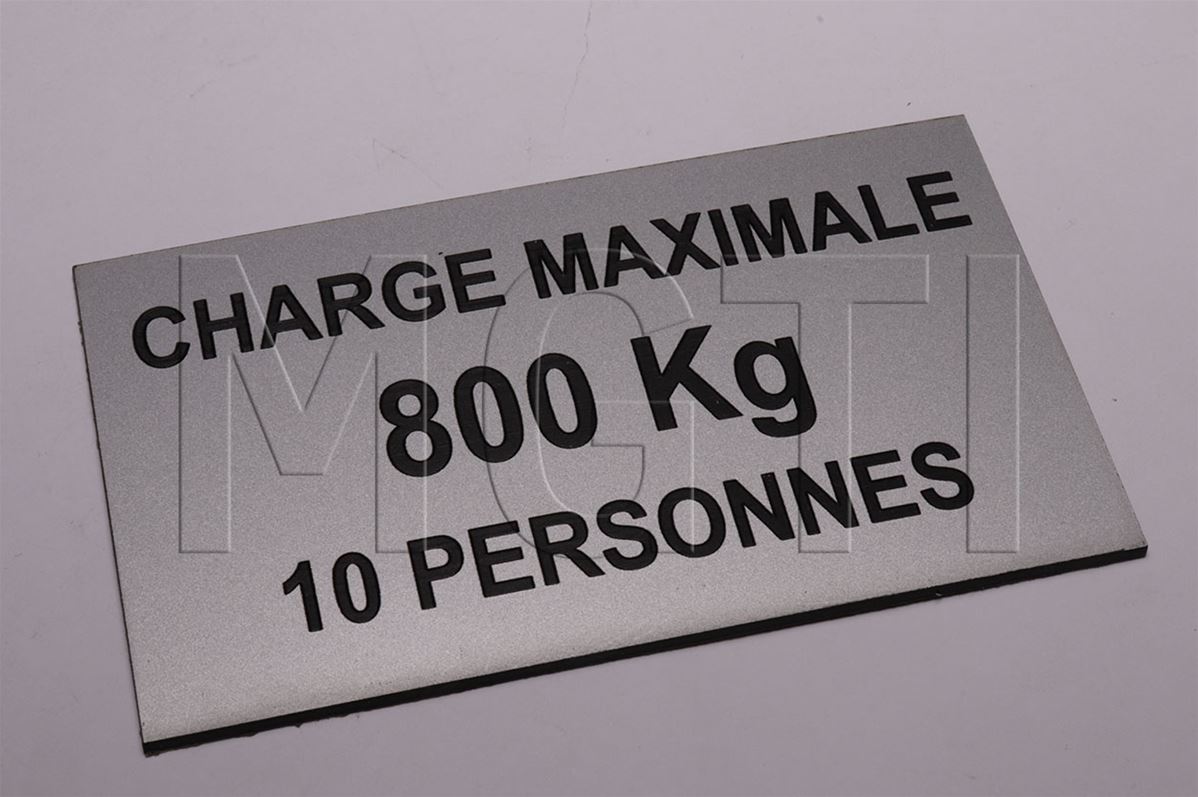 CHARGE MAXIMALE
800 Kg
10 PERSONNES
MGTI